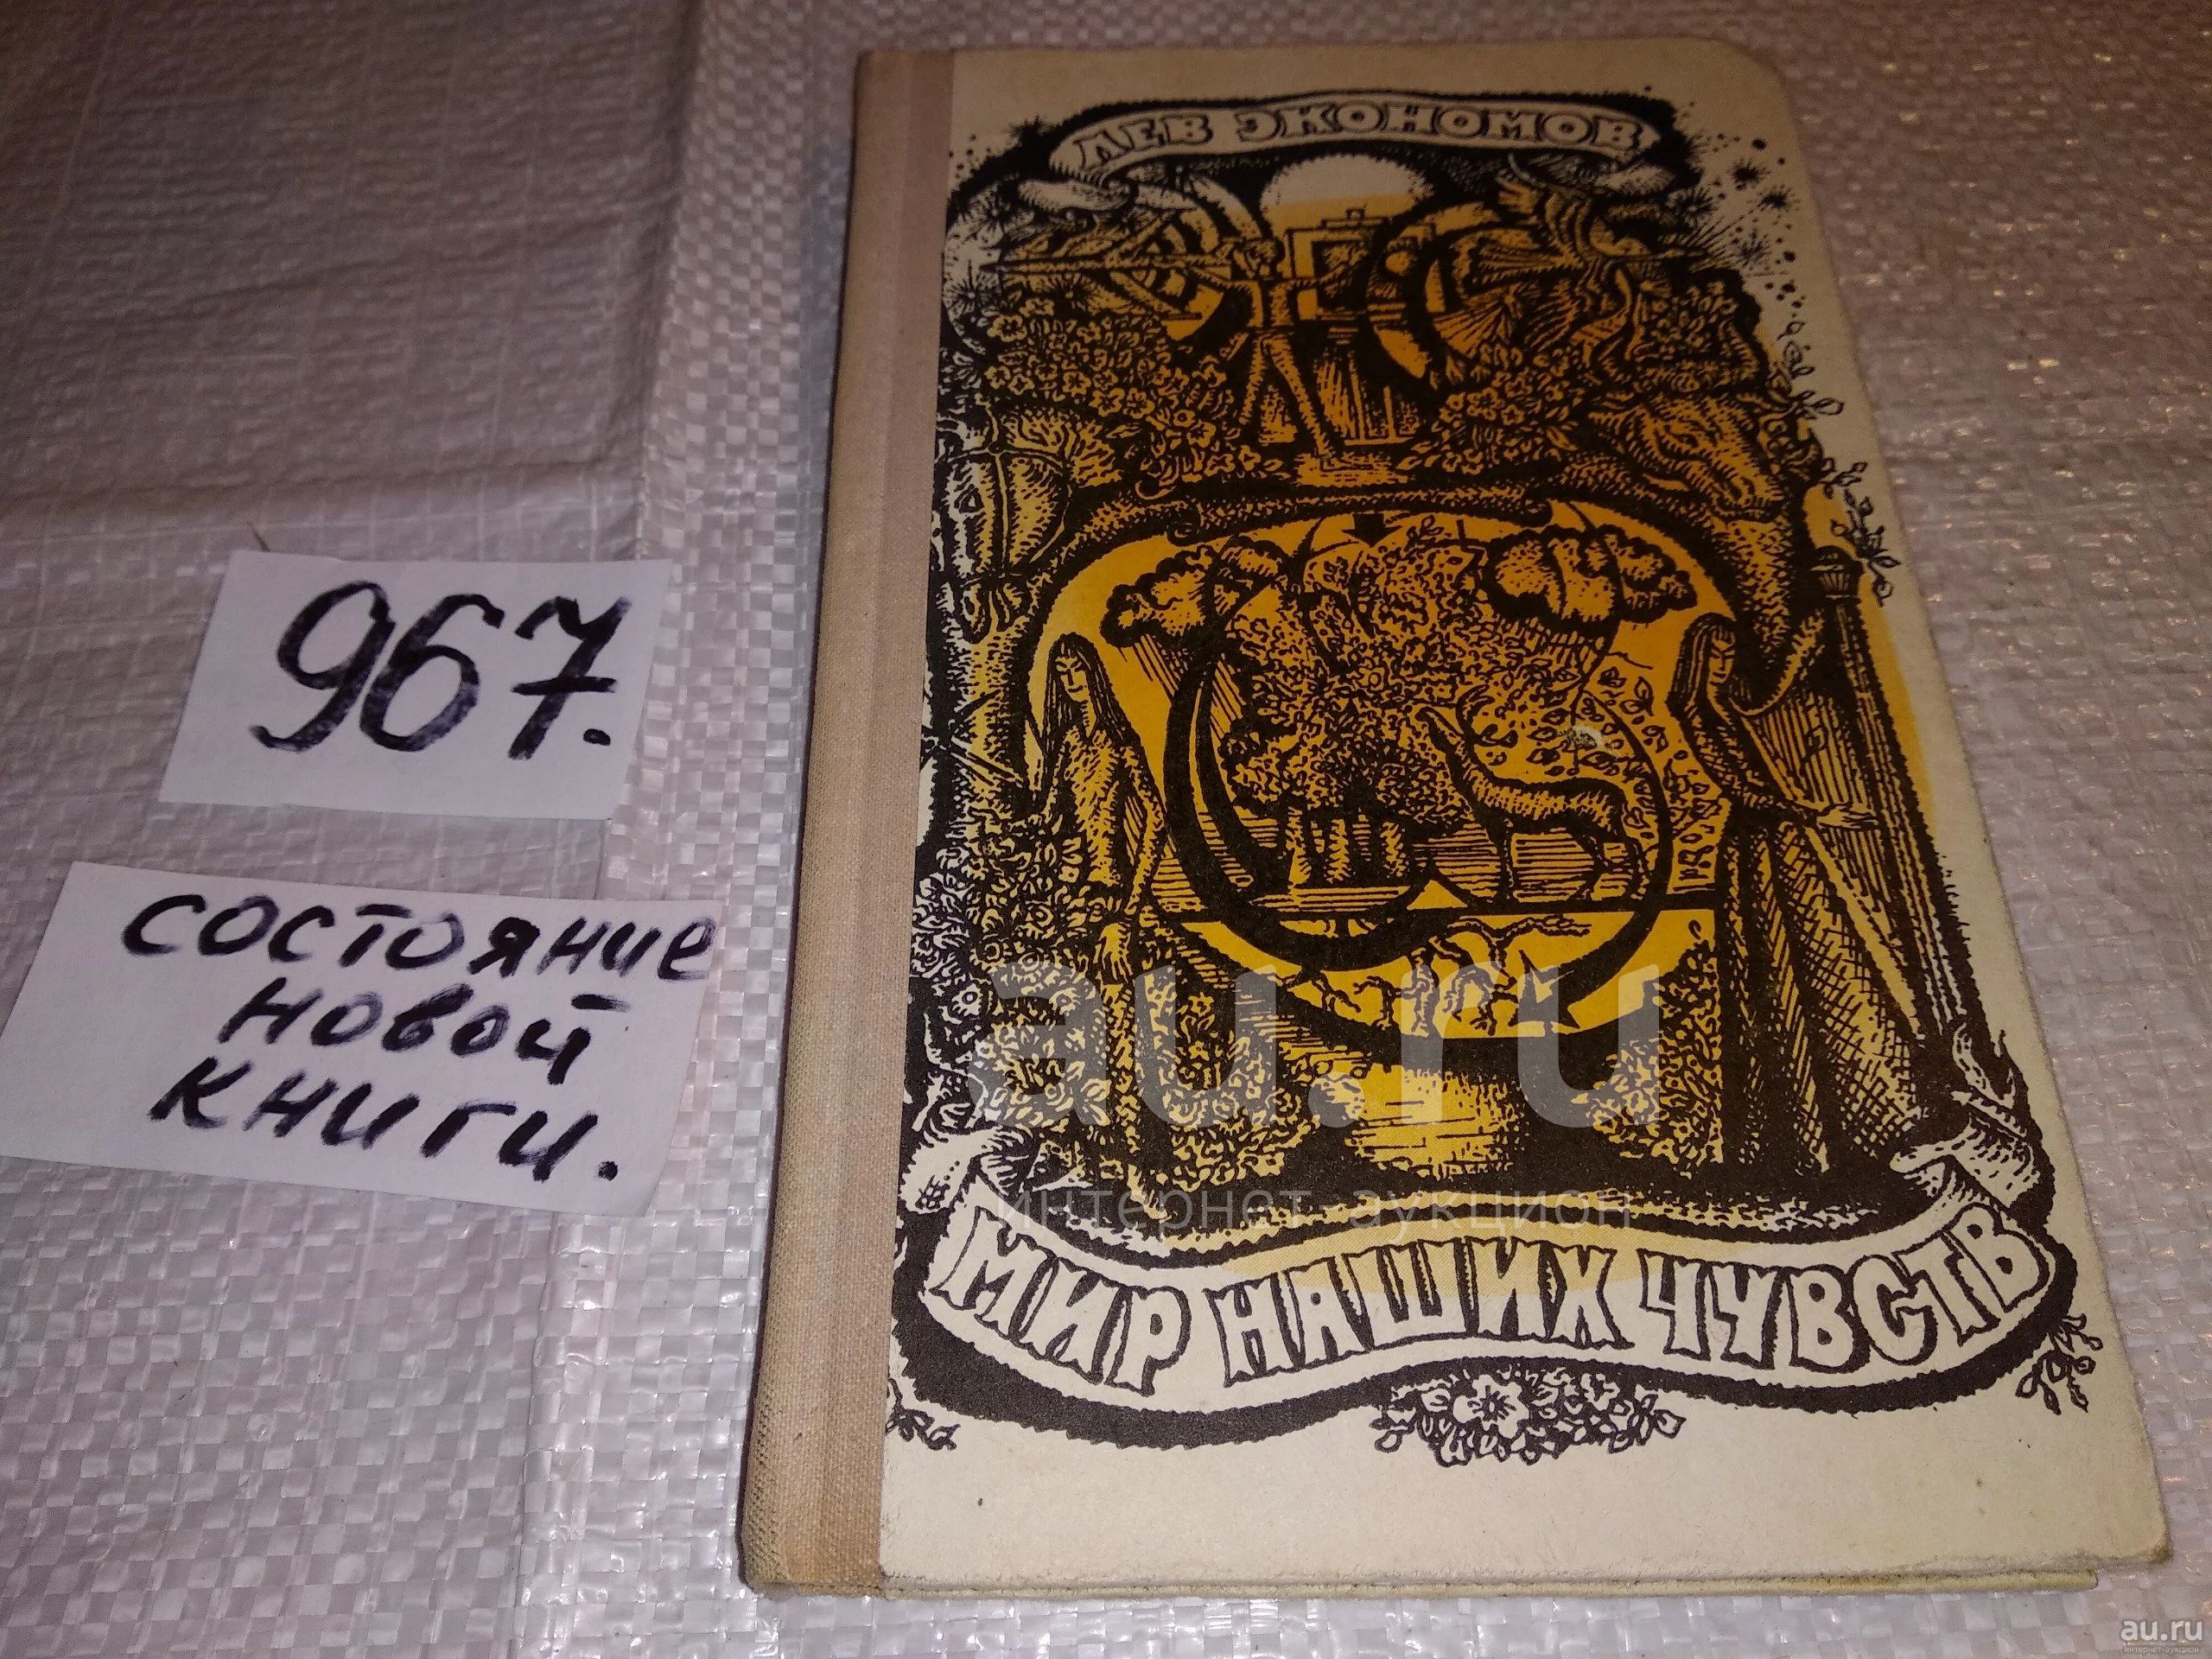 ЛЕВ ЭКОНОМОВ
967.
состояние
новой
книги.
au.ru
интернет-аукцион
МИР НАШИХ ЧУВСТВ
au.ru
интернет-аукцион